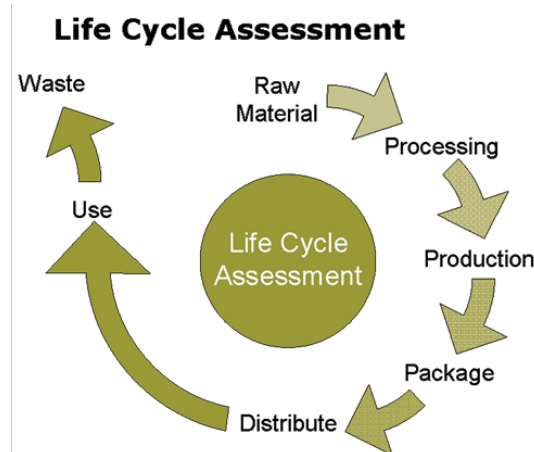 Life Cycle Assessment
Waste
Raw
Material
Processing
Use
Life Cycle
Assessment
Production
Package
Distribute